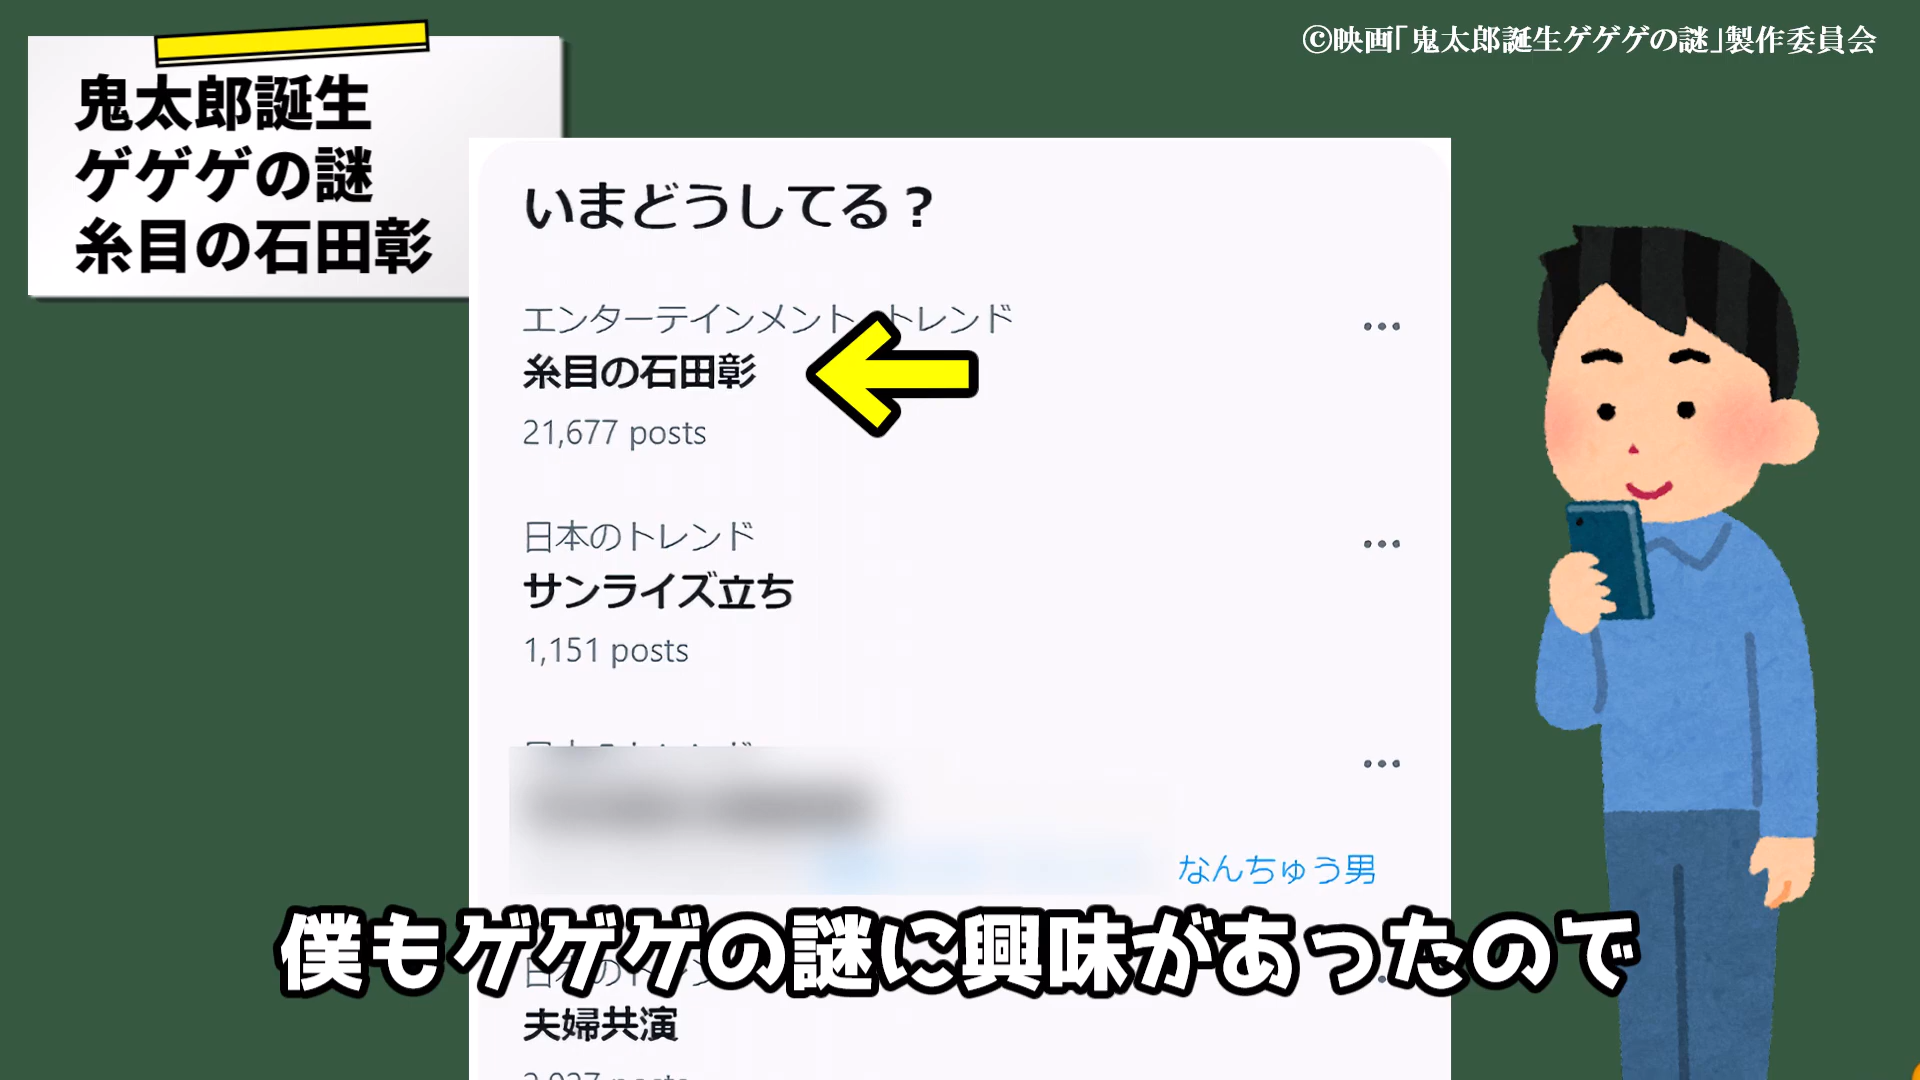 ©映画「鬼太郎誕生ゲゲゲの謎」製作委員会
鬼太郎誕生
ゲゲゲの謎
糸目の石田彰
いまどうしてる？
エンターテインメント・トレンド
糸目の石田彰
21,677 posts
日本のトレンド
サンライズ立ち
1,151 posts
なんちゅう男
僕もゲゲゲの謎に興味があったので
夫婦共演